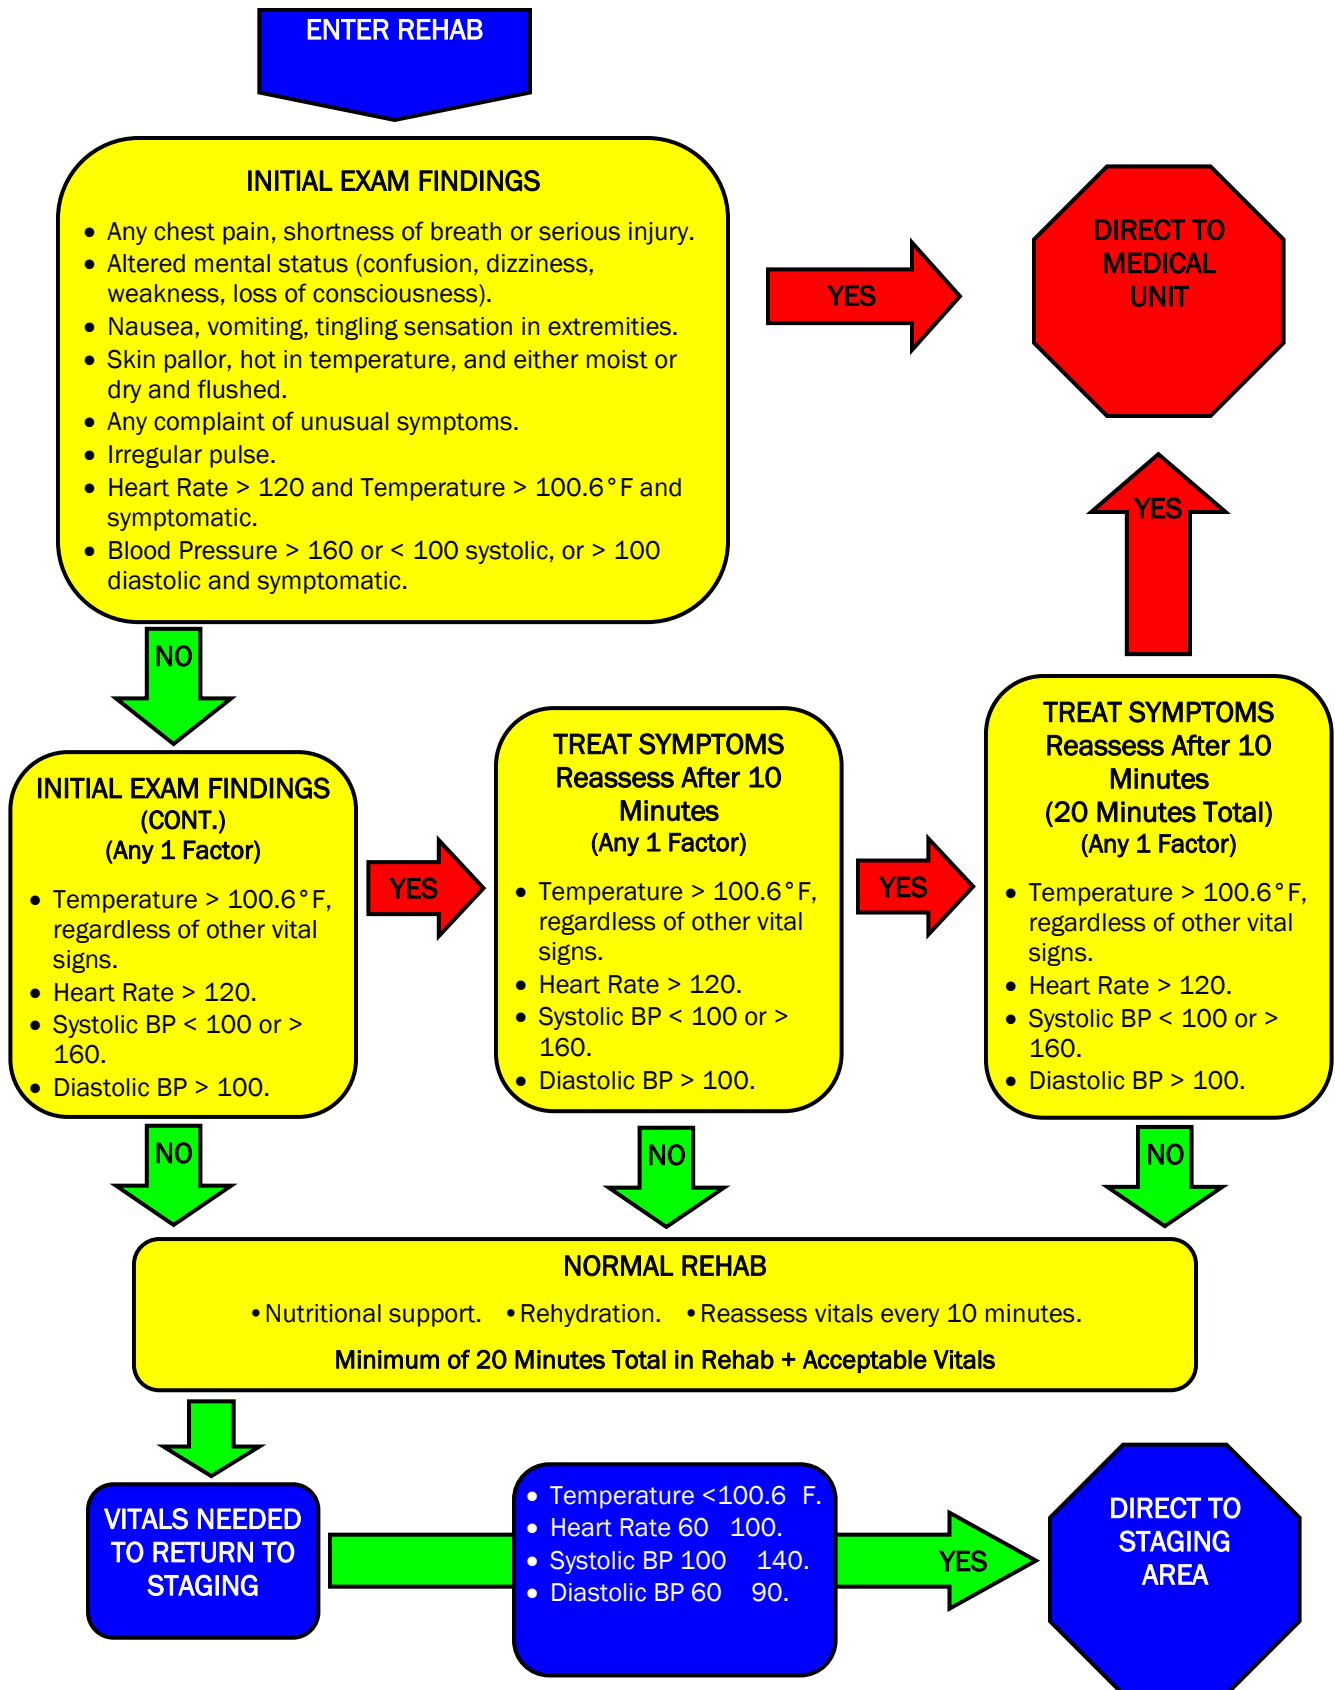 ENTER REHAB
INITIAL EXAM FINDINGS
• Any chest pain, shortness of breath or serious injury.
• Altered mental status (confusion, dizziness,
weakness, loss of consciousness).
• Nausea, vomiting, tingling sensation in extremities.
• Skin pallor, hot in temperature, and either moist or
dry and flushed.
• Any complaint of unusual symptoms.
• Irregular pulse.
• Heart Rate > 120 and Temperature > 100.6°F and
symptomatic.
• Blood Pressure > 160 or < 100 systolic, or > 100
diastolic and symptomatic.
YES
DIRECT TO
MEDICAL
UNIT
YES
NO
INITIAL EXAM FINDINGS
(CONT.)
(Any 1 Factor)
• Temperature > 100.6°F,
regardless of other vital
signs.
• Heart Rate > 120.
• Systolic BP < 100 or >
160.
• Diastolic BP > 100.
YES
TREAT SYMPTOMS
Reassess After 10
Minutes
(Any 1 Factor)
• Temperature > 100.6°F,
regardless of other vital
signs.
• Heart Rate > 120.
• Systolic BP < 100 or >
160.
• Diastolic BP > 100.
YES
TREAT SYMPTOMS
Reassess After 10
Minutes
(20 Minutes Total)
(Any 1 Factor)
• Temperature > 100.6°F,
regardless of other vital
signs.
• Heart Rate > 120.
• Systolic BP < 100 or >
160.
• Diastolic BP > 100.
NO
NO
NO
NORMAL REHAB
• Nutritional support. • Rehydration. • Reassess vitals every 10 minutes.
Minimum of 20 Minutes Total in Rehab + Acceptable Vitals
VITALS NEEDED
TO RETURN TO
STAGING
• Temperature <100.6 F.
• Heart Rate 60 100.
• Systolic BP 100 140.
• Diastolic BP 60 90.
YES
DIRECT TO
STAGING
AREA